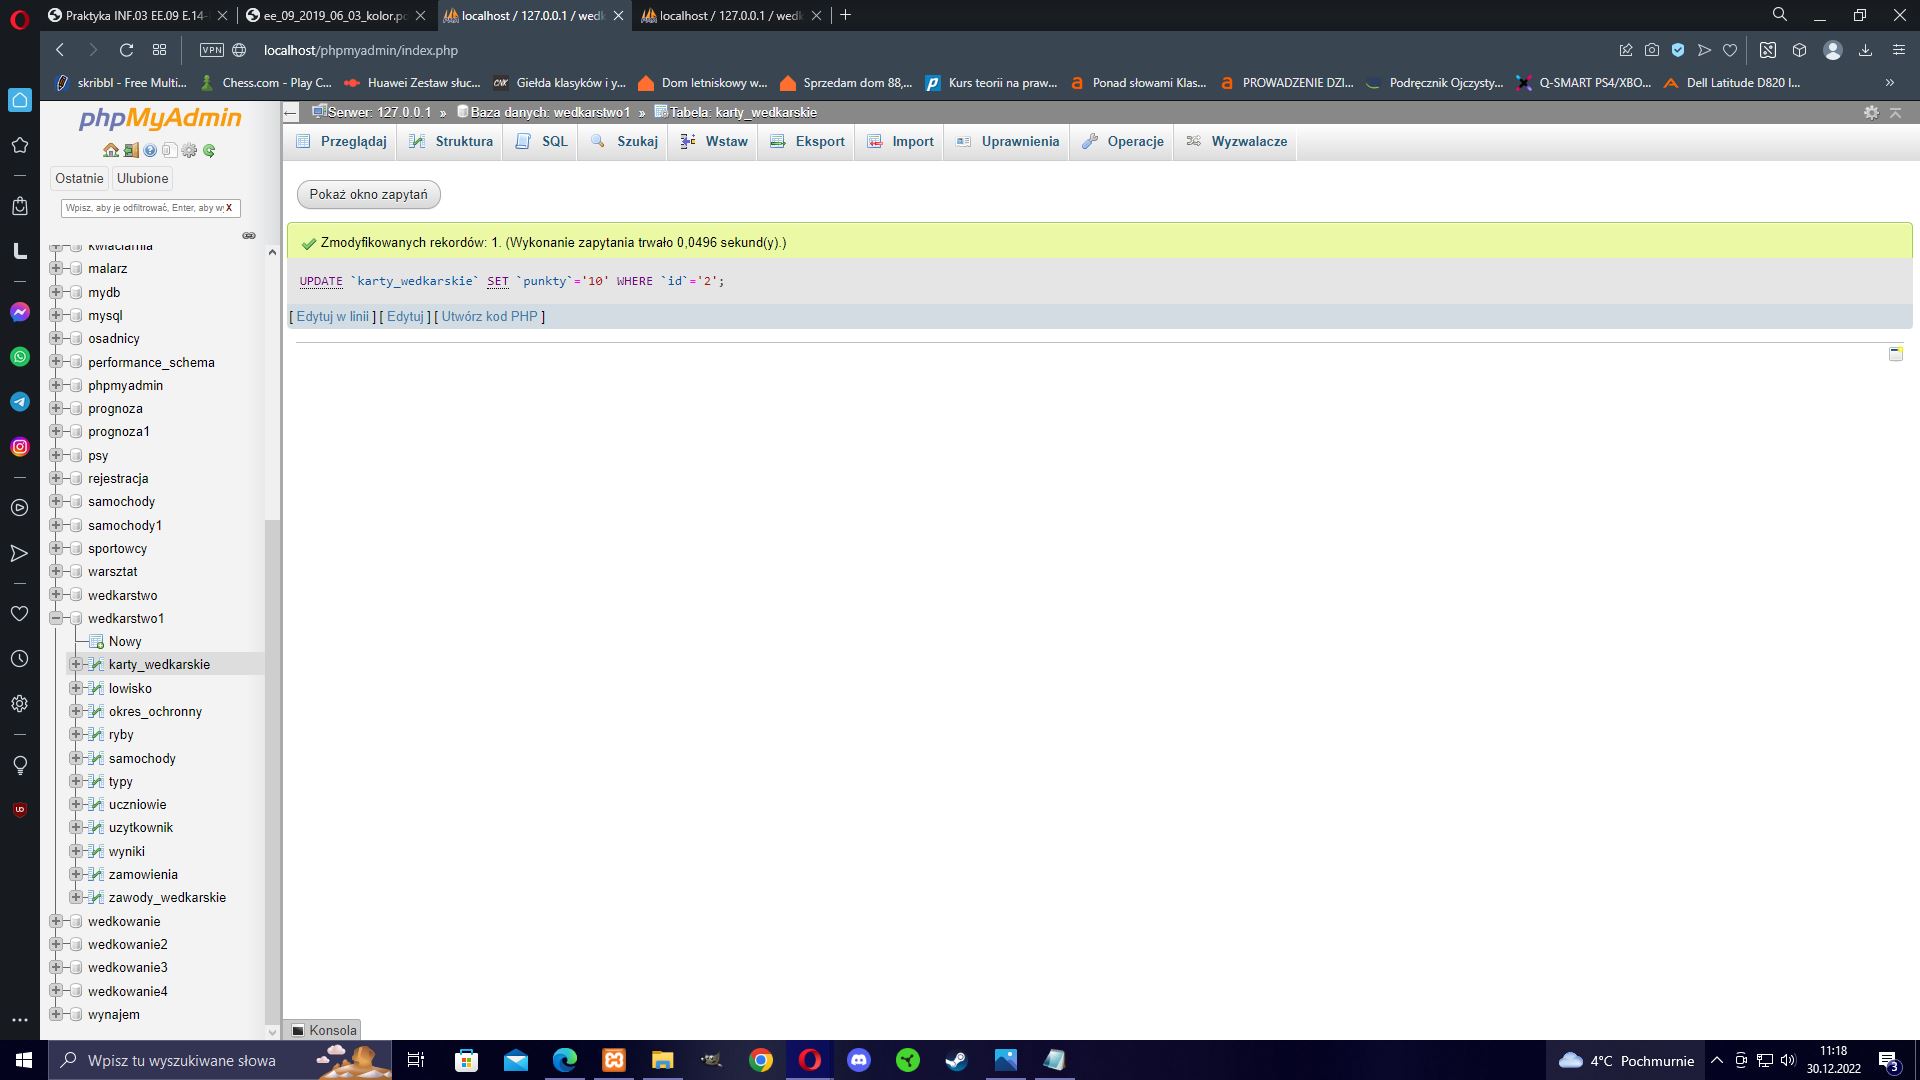 Praktyka INF.03 EE.09 E.14-
ee_09_2019_06_03_kolor.pd
localhost / 127.0.0.1 / wedk
localhost / 127.0.0.1 / wedk
VPN
localhost/phpmyadmin/index.php
skribbl - Free Multi...
Chess.com - Play C...
Huawei Zestaw słuc...
Giełda klasyków i y...
Dom letniskowy w...
Sprzedam dom 88,...
Kurs teorii na praw...
Ponad słowami Klas...
PROWADZENIE DZI...
Podręcznik Ojczysty...
Q-SMART PS4/XBO...
Dell Latitude D820 I...
phpMyAdmin
Ostatnie
Ulubione
Wpisz, aby je odfiltrować, Enter, aby wy
X
kwiaciarnia
malarz
mydb
mysql
osadnicy
performance_schema
phpmyadmin
prognoza
prognoza1
psy
rejestracja
samochody
samochody1
sportowcy
warsztat
wedkarstwo
wedkarstwo1
Nowy
karty_wedkarskie
lowisko
okres_ochronny
ryby
samochody
typy
uczniowie
uzytkownik
wyniki
zamowienia
zawody_wedkarskie
wedkowanie
wedkowanie2
wedkowanie3
wedkowanie4
wynajem
Serwer: 127.0.0.1 » Baza danych: wedkarstwo1 » Tabela: karty_wedkarskie
Przeglądaj
Struktura
SQL
Szukaj
Wstaw
Eksport
Import
Uprawnienia
Operacje
Wyzwalacze
Pokaż okno zapytań
Zmodyfikowanych rekordów: 1. (Wykonanie zapytania trwało 0,0496 sekund(y).)
UPDATE `karty_wedkarskie` SET `punkty`='10' WHERE `id`='2';
[ Edytuj w linii ] [ Edytuj ] [ Utwórz kod PHP ]
Konsola
Wpisz tu wyszukiwane słowa
4°C Pochmurnie
11:18
30.12.2022
3